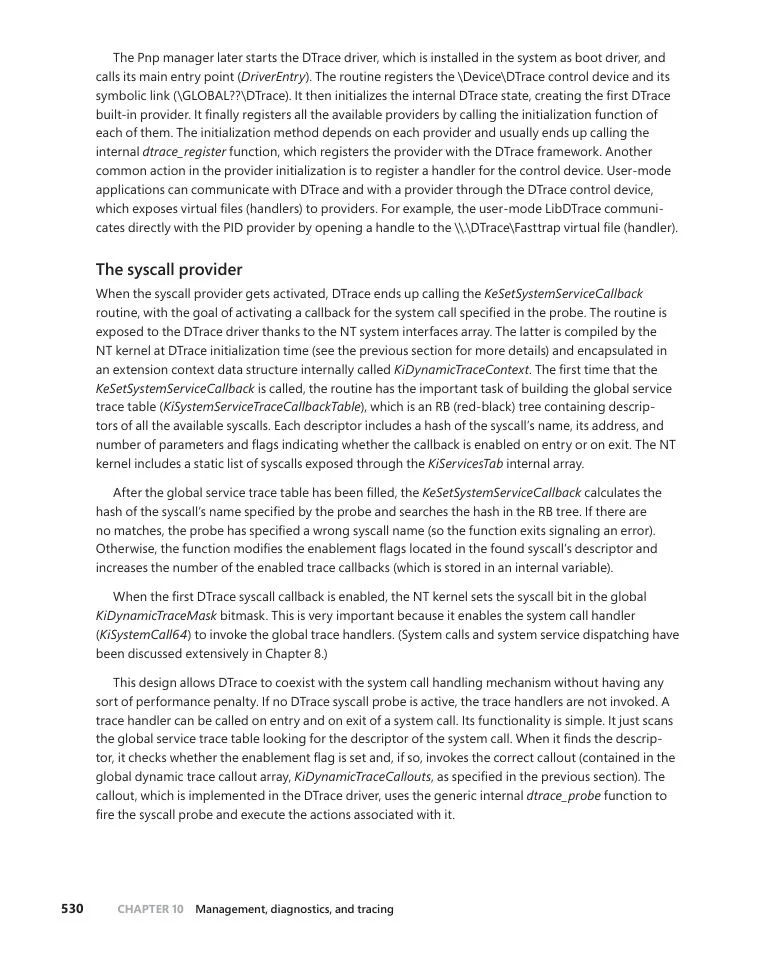 The Pnp manager later starts the DTrace driver, which is installed in the system as boot driver, and
calls its main entry point (DriverEntry). The routine registers the \Device\DTrace control device and its
symbolic link (\GLOBAL??\DTrace). It then initializes the internal DTrace state, creating the first DTrace
built-in provider. It finally registers all the available providers by calling the initialization function of
each of them. The initialization method depends on each provider and usually ends up calling the
internal dtrace_register function, which registers the provider with the DTrace framework. Another
common action in the provider initialization is to register a handler for the control device. User-mode
applications can communicate with DTrace and with a provider through the DTrace control device,
which exposes virtual files (handlers) to providers. For example, the user-mode LibDTrace communi-
cates directly with the PID provider by opening a handle to the \\.\DTrace\Fasttrap virtual file (handler).
The syscall provider
When the syscall provider gets activated, DTrace ends up calling the KeSetSystemServiceCallback
routine, with the goal of activating a callback for the system call specified in the probe. The routine is
exposed to the DTrace driver thanks to the NT system interfaces array. The latter is compiled by the
NT kernel at DTrace initialization time (see the previous section for more details) and encapsulated in
an extension context data structure internally called KiDynamicTraceContext. The first time that the
KeSetSystemServiceCallback is called, the routine has the important task of building the global service
trace table (KiSystemServiceTraceCallbackTable), which is an RB (red-black) tree containing descrip-
tors of all the available syscalls. Each descriptor includes a hash of the syscall's name, its address, and
number of parameters and flags indicating whether the callback is enabled on entry or on exit. The NT
kernel includes a static list of syscalls exposed through the KiServicesTab internal array.
After the global service trace table has been filled, the KeSetSystemServiceCallback calculates the
hash of the syscall's name specified by the probe and searches the hash in the RB tree. If there are
no matches, the probe has specified a wrong syscall name (so the function exits signaling an error).
Otherwise, the function modifies the enablement flags located in the found syscall's descriptor and
increases the number of the enabled trace callbacks (which is stored in an internal variable).
When the first DTrace syscall callback is enabled, the NT kernel sets the syscall bit in the global
KiDynamicTraceMask bitmask. This is very important because it enables the system call handler
(KiSystemCall64) to invoke the global trace handlers. (System calls and system service dispatching have
been discussed extensively in Chapter 8.)
This design allows DTrace to coexist with the system call handling mechanism without having any
sort of performance penalty. If no DTrace syscall probe is active, the trace handlers are not invoked. A
trace handler can be called on entry and on exit of a system call. Its functionality is simple. It just scans
the global service trace table looking for the descriptor of the system call. When it finds the descrip-
tor, it checks whether the enablement flag is set and, if so, invokes the correct callout (contained in the
global dynamic trace callout array, KiDynamicTraceCallouts, as specified in the previous section). The
callout, which is implemented in the DTrace driver, uses the generic internal dtrace_probe function to
fire the syscall probe and execute the actions associated with it.
530 CHAPTER 10 Management, diagnostics, and tracing